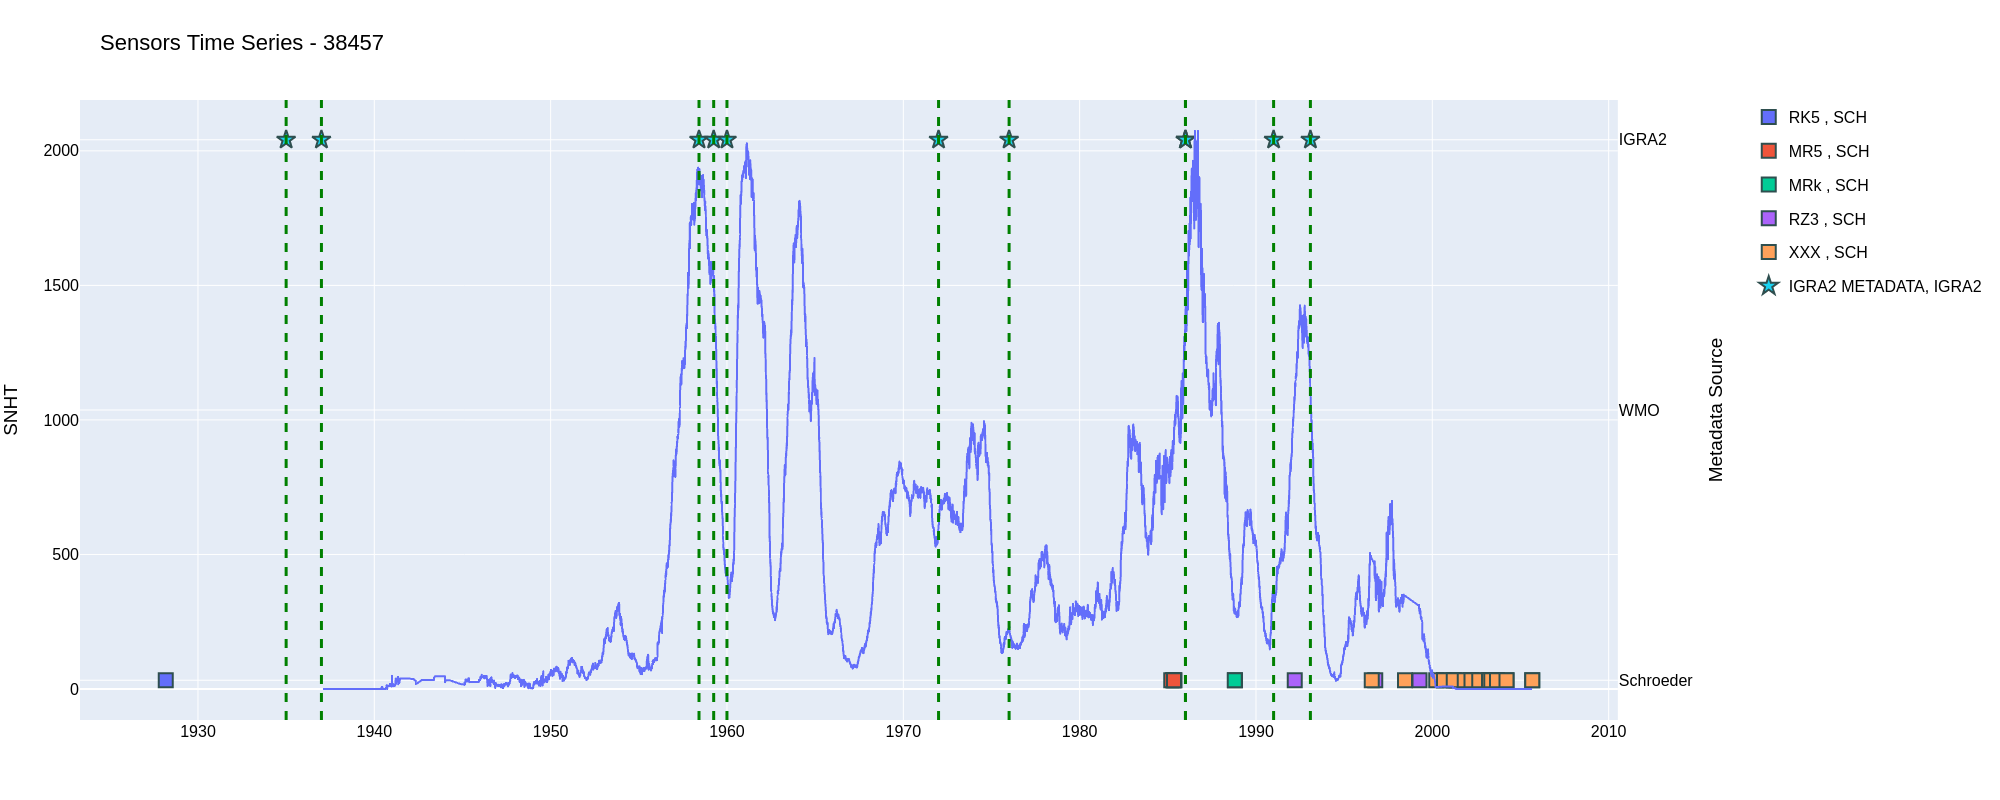 Sensors Time Series - 38457
SNHT
2000
1500
1000
500
0
1930 1940 1950 1960 1970 1980 1990 2000 2010
IGRA2
WMO
Schroeder
Metadata Source
RK5 , SCH
MR5 , SCH
MRk , SCH
RZ3 , SCH
XXX , SCH
IGRA2 METADATA, IGRA2